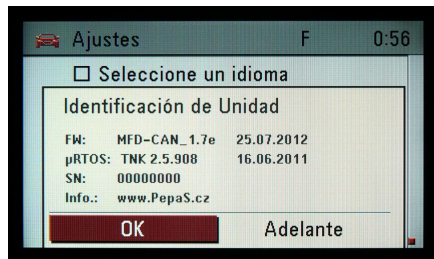 Ajustes F 0:56
Seleccione un idioma
Identificación de Unidad
FW: MFD-CAN_1.7e 25.07.2012
µRTOS: TNK 2.5.908 16.06.2011
SN: 00000000
Info.: www.PepaS.cz
OK Adelante